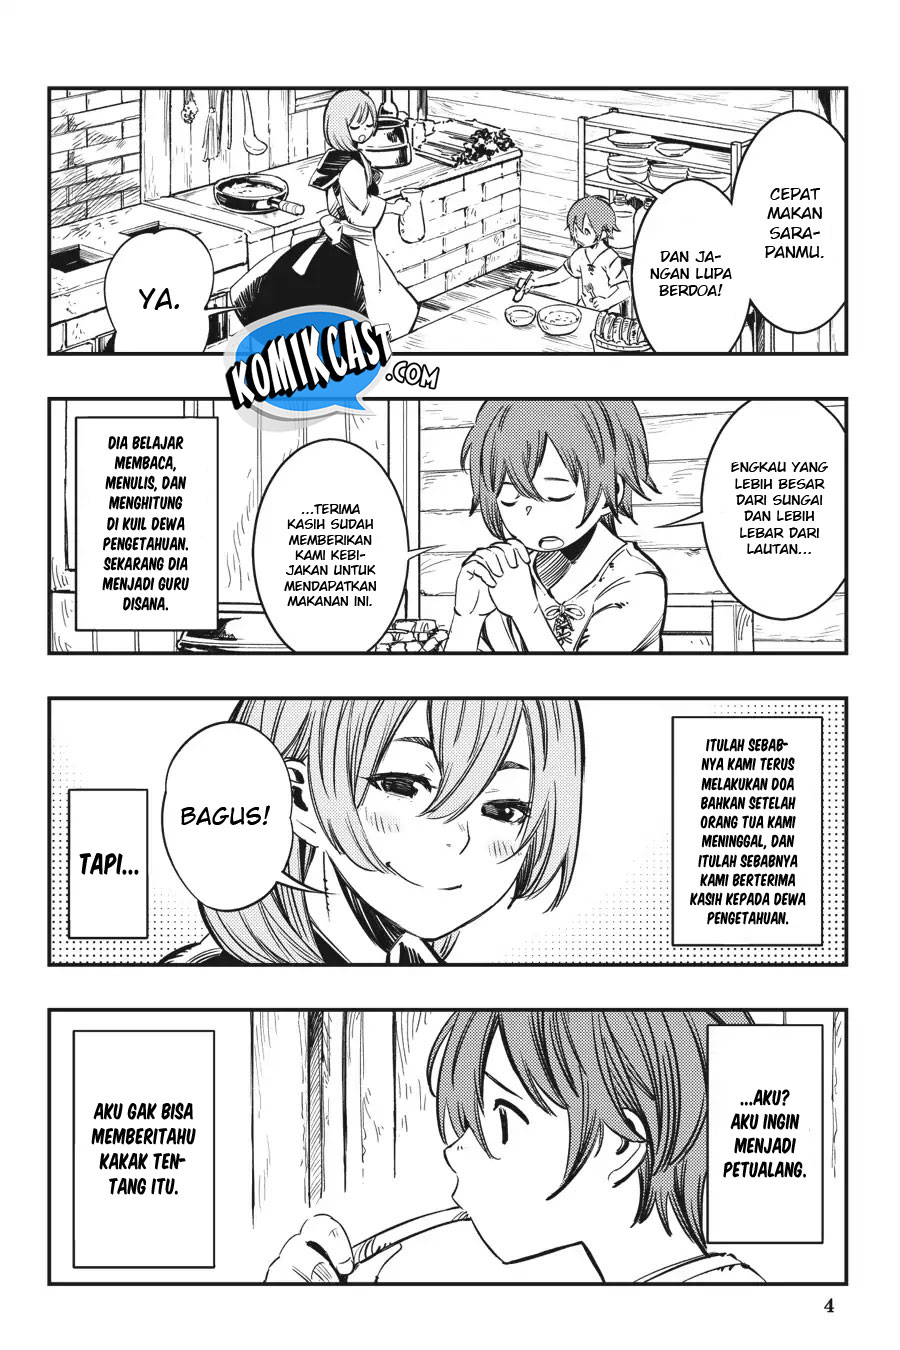 CEPAT
MAKAN
SARA-
PANMU.
DAN JA-
NGAN LUPA
BERDOA!
YA.
KOMIKCAST
.COM
ENGKAU YANG
LEBIH BESAR
DARI SUNGAI
DAN LEBIH
LEBAR DARI
LAUTAN...
...TERIMA
KASIH SUDAH
MEMBERIKAN
KAMI KEBI-
JAKAN UNTUK
MENDAPATKAN
MAKANAN INI.
DIA BELAJAR
MEMBACA,
MENULIS, DAN
MENGHITUNG
DI KUIL DEWA
PENGETAHUAN.
SEKARANG DIA
MENJADI GURU
DISANA.
ITULAH SEBAB-
NYA KAMI TERUS
MELAKUKAN DOA
BAHKAN SETELAH
ORANG TUA KAMI
MENINGGAL, DAN
ITULAH SEBABNYA
KAMI BERTERIMA
KASIH KEPADA DEWA
PENGETAHUAN.
BAGUS!
TAPI...
...AKU?
AKU INGIN
MENJADI
PETUALANG.
AKU GAK BISA
MEMBERITAHU
KAKAK TEN-
TANG ITU.
4